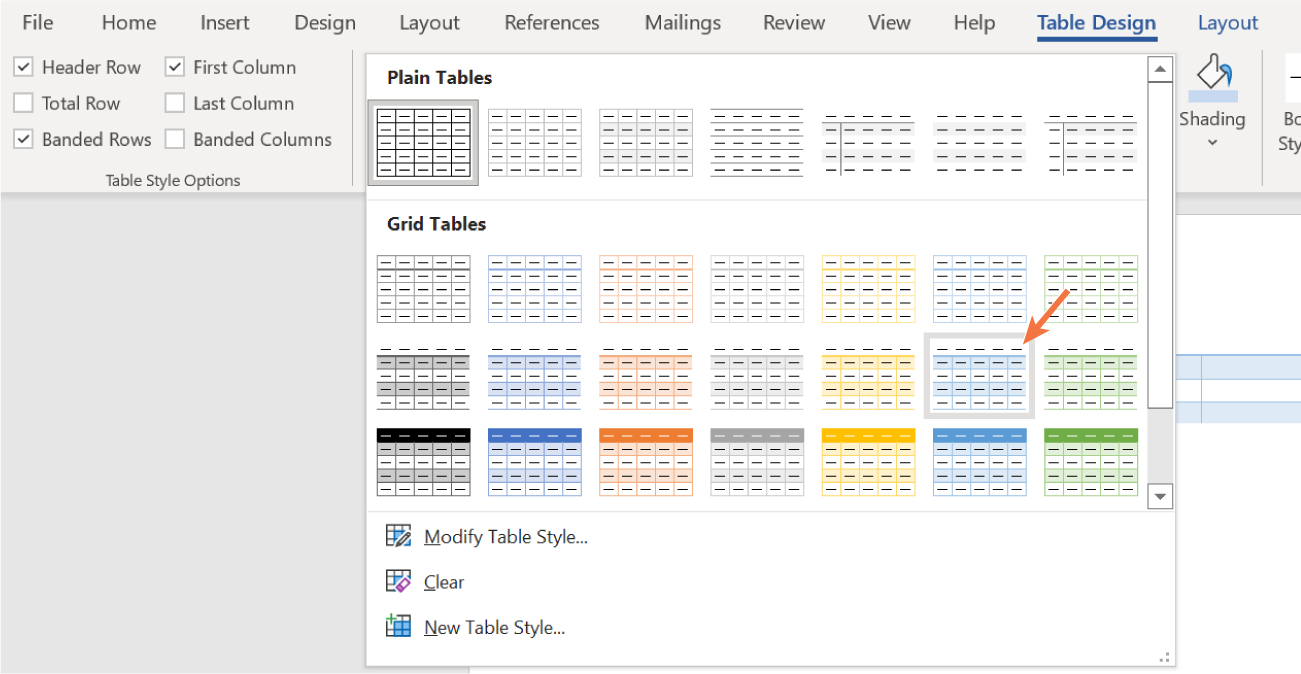 File Home Insert Design Layout References Mailings Review View Help Table Design Layout
Header Row First Column
Total Row Last Column
Banded Rows Banded Columns
Table Style Options
Plain Tables
Grid Tables
Modify Table Style...
Clear
New Table Style...
Shading
Bo
Sty